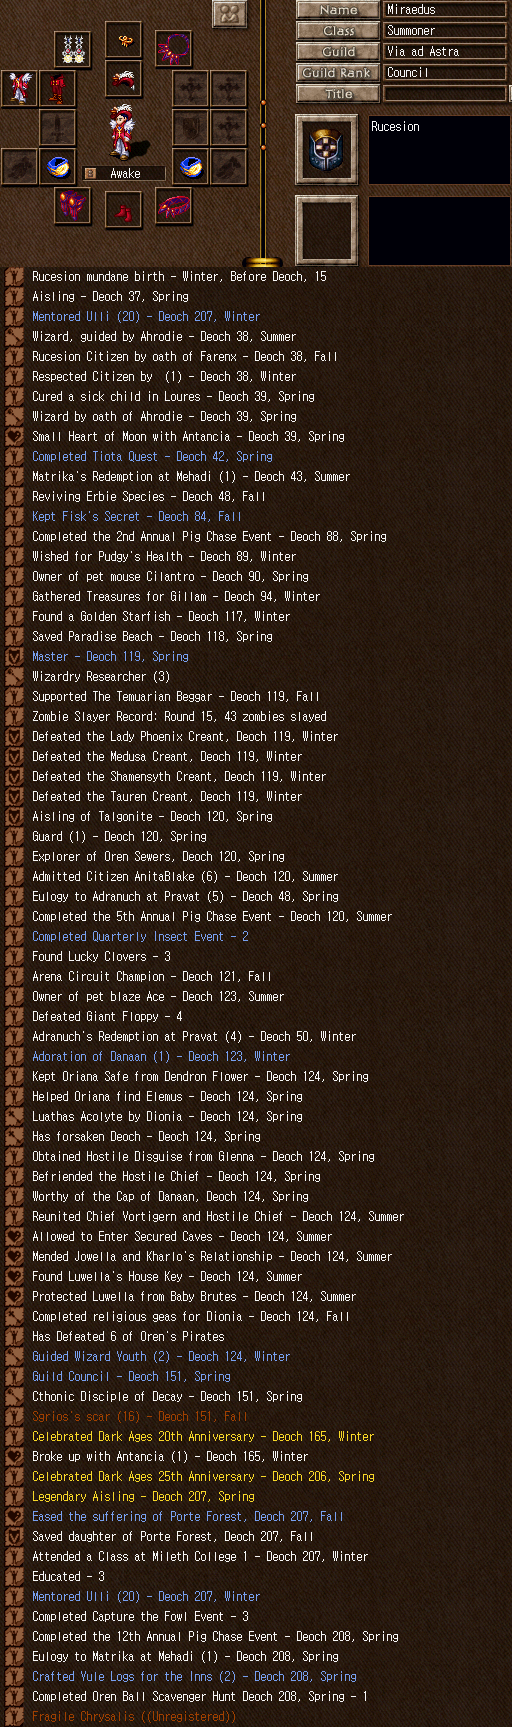 Name Miraedus
Class Summoner
Guild Via ad Astra
Guild Rank Council
Title
Rucesion
Awake
Rucesion mundane birth - Winter, Before Deoch, 15
Aisling - Deoch 37, Spring
Mentored Ulli (20) - Deoch 207, Winter
Wizard, guided by Ahrodie - Deoch 38, Summer
Rucesion Citizen by oath of Farenx - Deoch 38, Fall
Respected Citizen by (1) - Deoch 38, Winter
Cured a sick child in Loures - Deoch 39, Spring
Wizard by oath of Ahrodie - Deoch 39, Spring
Small Heart of Moon with Antancia - Deoch 39, Spring
Completed Tiota Quest - Deoch 42, Spring
Matrika's Redemption at Mehadi (1) - Deoch 43, Summer
Reviving Erbie Species - Deoch 48, Fall
Kept Fisk's Secret - Deoch 84, Fall
Completed the 2nd Annual Pig Chase Event - Deoch 88, Spring
Wished for Pudgy's Health - Deoch 89, Winter
Owner of pet mouse Cilantro - Deoch 90, Spring
Gathered Treasures for Gillam - Deoch 94, Winter
Found a Golden Starfish - Deoch 117, Winter
Saved Paradise Beach - Deoch 118, Spring
Master - Deoch 119, Spring
Wizardry Researcher (3)
Supported The Temuarian Beggar - Deoch 119, Fall
Zombie Slayer Record: Round 15, 43 zombies slayed
Defeated the Lady Phoenix Creant, Deoch 119, Winter
Defeated the Medusa Creant, Deoch 119, Winter
Defeated the Shamensyth Creant, Deoch 119, Winter
Defeated the Tauren Creant, Deoch 119, Winter
Aisling of Talgonite - Deoch 120, Spring
Guard (1) - Deoch 120, Spring
Explorer of Oren Sewers, Deoch 120, Spring
Admitted Citizen AnitaBlake (6) - Deoch 120, Summer
Eulogy to Adranuch at Pravat (5) - Deoch 48, Spring
Completed the 5th Annual Pig Chase Event - Deoch 120, Summer
Completed Quarterly Insect Event - 2
Found Lucky Clovers - 3
Arena Circuit Champion - Deoch 121, Fall
Owner of pet blaze Ace - Deoch 123, Summer
Defeated Giant Floppy - 4
Adranuch's Redemption at Pravat (4) - Deoch 50, Winter
Adoration of Danaan (1) - Deoch 123, Winter
Kept Oriana Safe from Dendron Flower - Deoch 124, Spring
Helped Oriana find Elemus - Deoch 124, Spring
Luathas Acolyte by Dionia - Deoch 124, Spring
Has forsaken Deoch - Deoch 124, Spring
Obtained Hostile Disguise from Glenna - Deoch 124, Spring
Befriended the Hostile Chief - Deoch 124, Spring
Worthy of the Cap of Danaan, Deoch 124, Spring
Reunited Chief Vortigern and Hostile Chief - Deoch 124, Summer
Allowed to Enter Secured Caves - Deoch 124, Summer
Mended Jowella and Kharlo's Relationship - Deoch 124, Summer
Found Luwella's House Key - Deoch 124, Summer
Protected Luwella from Baby Brutes - Deoch 124, Summer
Completed religious geas for Dionia - Deoch 124, Fall
Has Defeated 6 of Oren's Pirates
Guided Wizard Youth (2) - Deoch 124, Winter
Guild Council - Deoch 151, Spring
Cthonic Disciple of Decay - Deoch 151, Spring
Sgrios's scar (16) - Deoch 151, Fall
Celebrated Dark Ages 20th Anniversary - Deoch 165, Winter
Broke up with Antancia (1) - Deoch 165, Winter
Celebrated Dark Ages 25th Anniversary - Deoch 206, Spring
Legendary Aisling - Deoch 207, Spring
Eased the suffering of Porte Forest, Deoch 207, Fall
Saved daughter of Porte Forest, Deoch 207, Fall
Attended a Class at Mileth College 1 - Deoch 207, Winter
Educated - 3
Mentored Ulli (20) - Deoch 207, Winter
Completed Capture the Fowl Event - 3
Completed the 12th Annual Pig Chase Event - Deoch 208, Spring
Eulogy to Matrika at Mehadi (1) - Deoch 208, Spring
Crafted Yule Logs for the Inns (2) - Deoch 208, Spring
Completed Oren Ball Scavenger Hunt Deoch 208, Spring - 1
Fragile Chrysalis ((Unregistered))